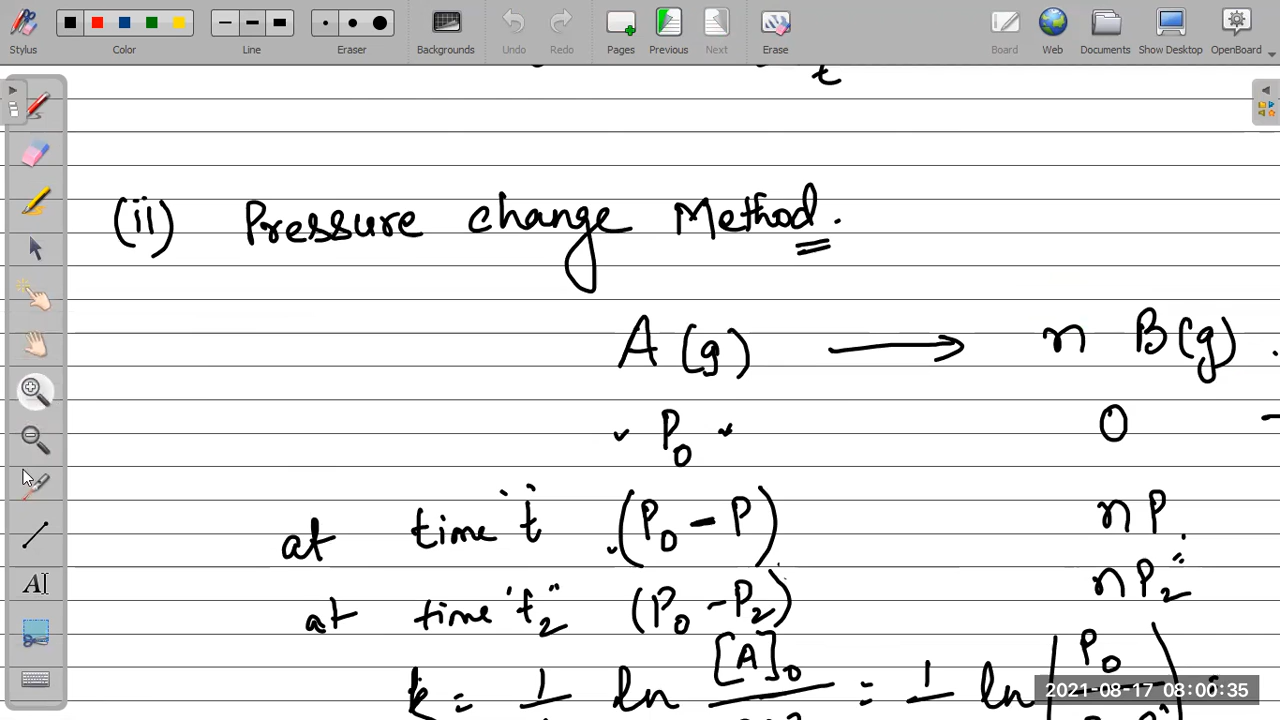 Stylus Color Line Eraser Backgrounds Undo Redo Pages Previous Next Erase Board Web Documents Show Desktop OpenBoard
t
(ii) Pressure change Method.
A (g) ⟶ n B(g)
P₀ 0
at time "t" (P₀ - P) nP
at time "t₂" (P₀ - P₂) nP₂
k = 1 ln [A]₀ = 1 ln (P₀
2021-08-17 08:00:35